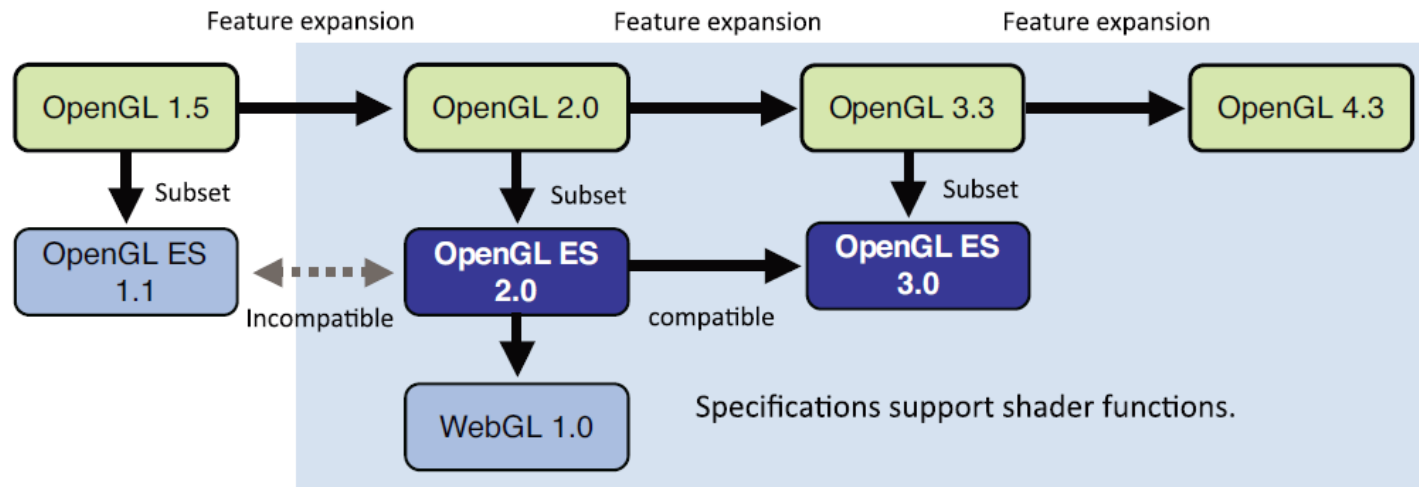 Feature expansion
Feature expansion
Feature expansion
OpenGL 1.5
OpenGL 2.0
OpenGL 3.3
OpenGL 4.3
Subset
Subset
Subset
OpenGL ES
1.1
OpenGL ES
2.0
OpenGL ES
3.0
Incompatible
compatible
WebGL 1.0
Specifications support shader functions.